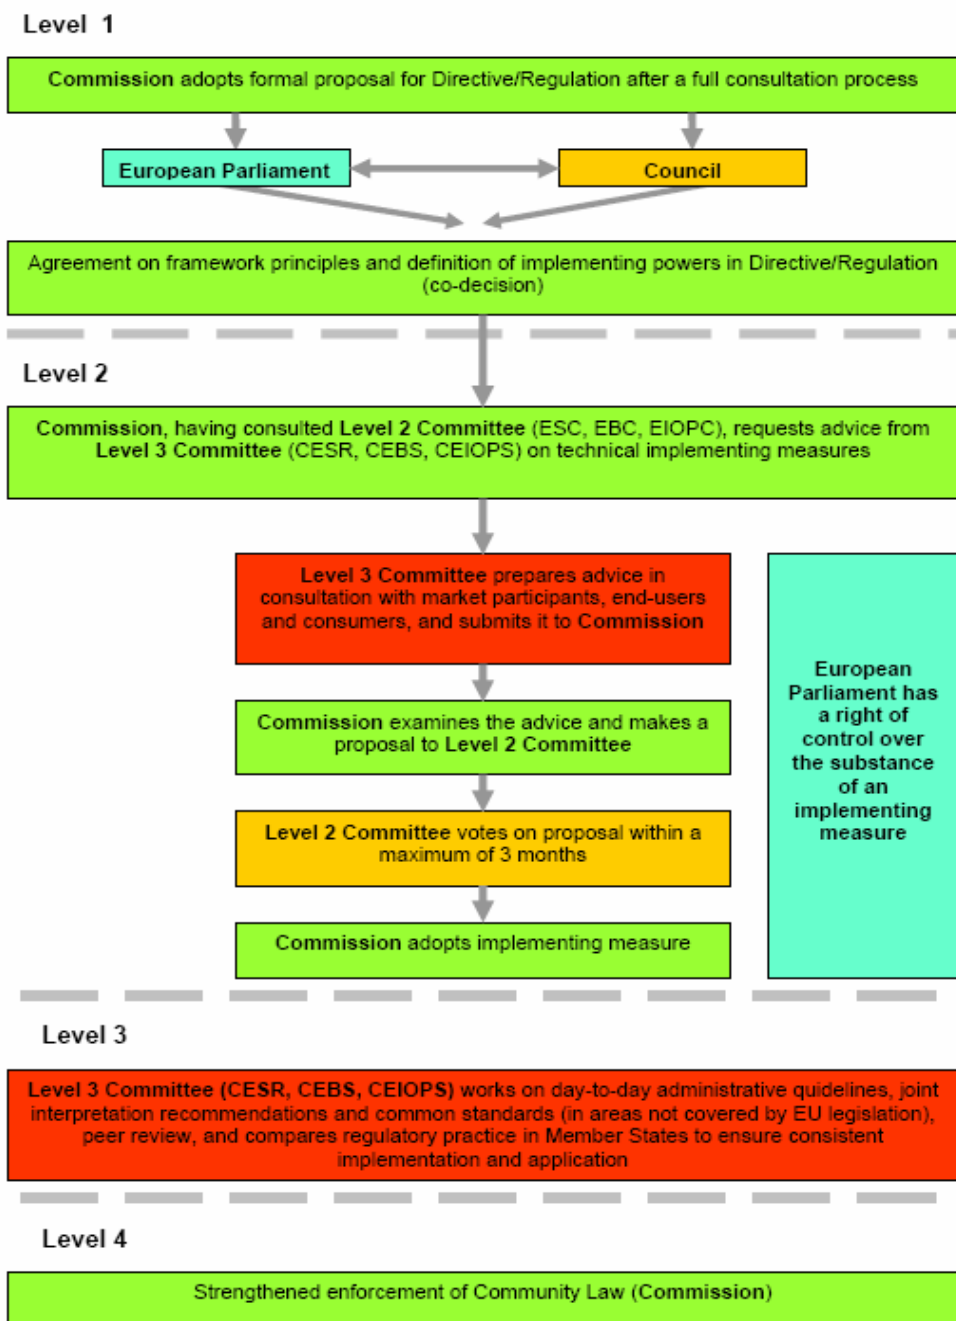 Level 1
Commission adopts formal proposal for Directive/Regulation after a full consultation process
European Parliament
Council
Agreement on framework principles and definition of implementing powers in Directive/Regulation
(co-decision)
Level 2
Commission, having consulted Level 2 Committee (ESC, EBC, EIOPC), requests advice from
Level 3 Committee (CESR, CEBS, CEIOPS) on technical implementing measures
Level 3 Committee prepares advice in
consultation with market participants, end-users
and consumers, and submits it to Commission
Commission examines the advice and makes a
proposal to Level 2 Committee
Level 2 Committee votes on proposal within a
maximum of 3 months
Commission adopts implementing measure
European
Parliament has
a right of
control over
the substance
of an
implementing
measure
Level 3
Level 3 Committee (CESR, CEBS, CEIOPS) works on day-to-day administrative guidelines, joint
interpretation recommendations and common standards (in areas not covered by EU legislation),
peer review, and compares regulatory practice in Member States to ensure consistent
implementation and application
Level 4
Strengthened enforcement of Community Law (Commission)